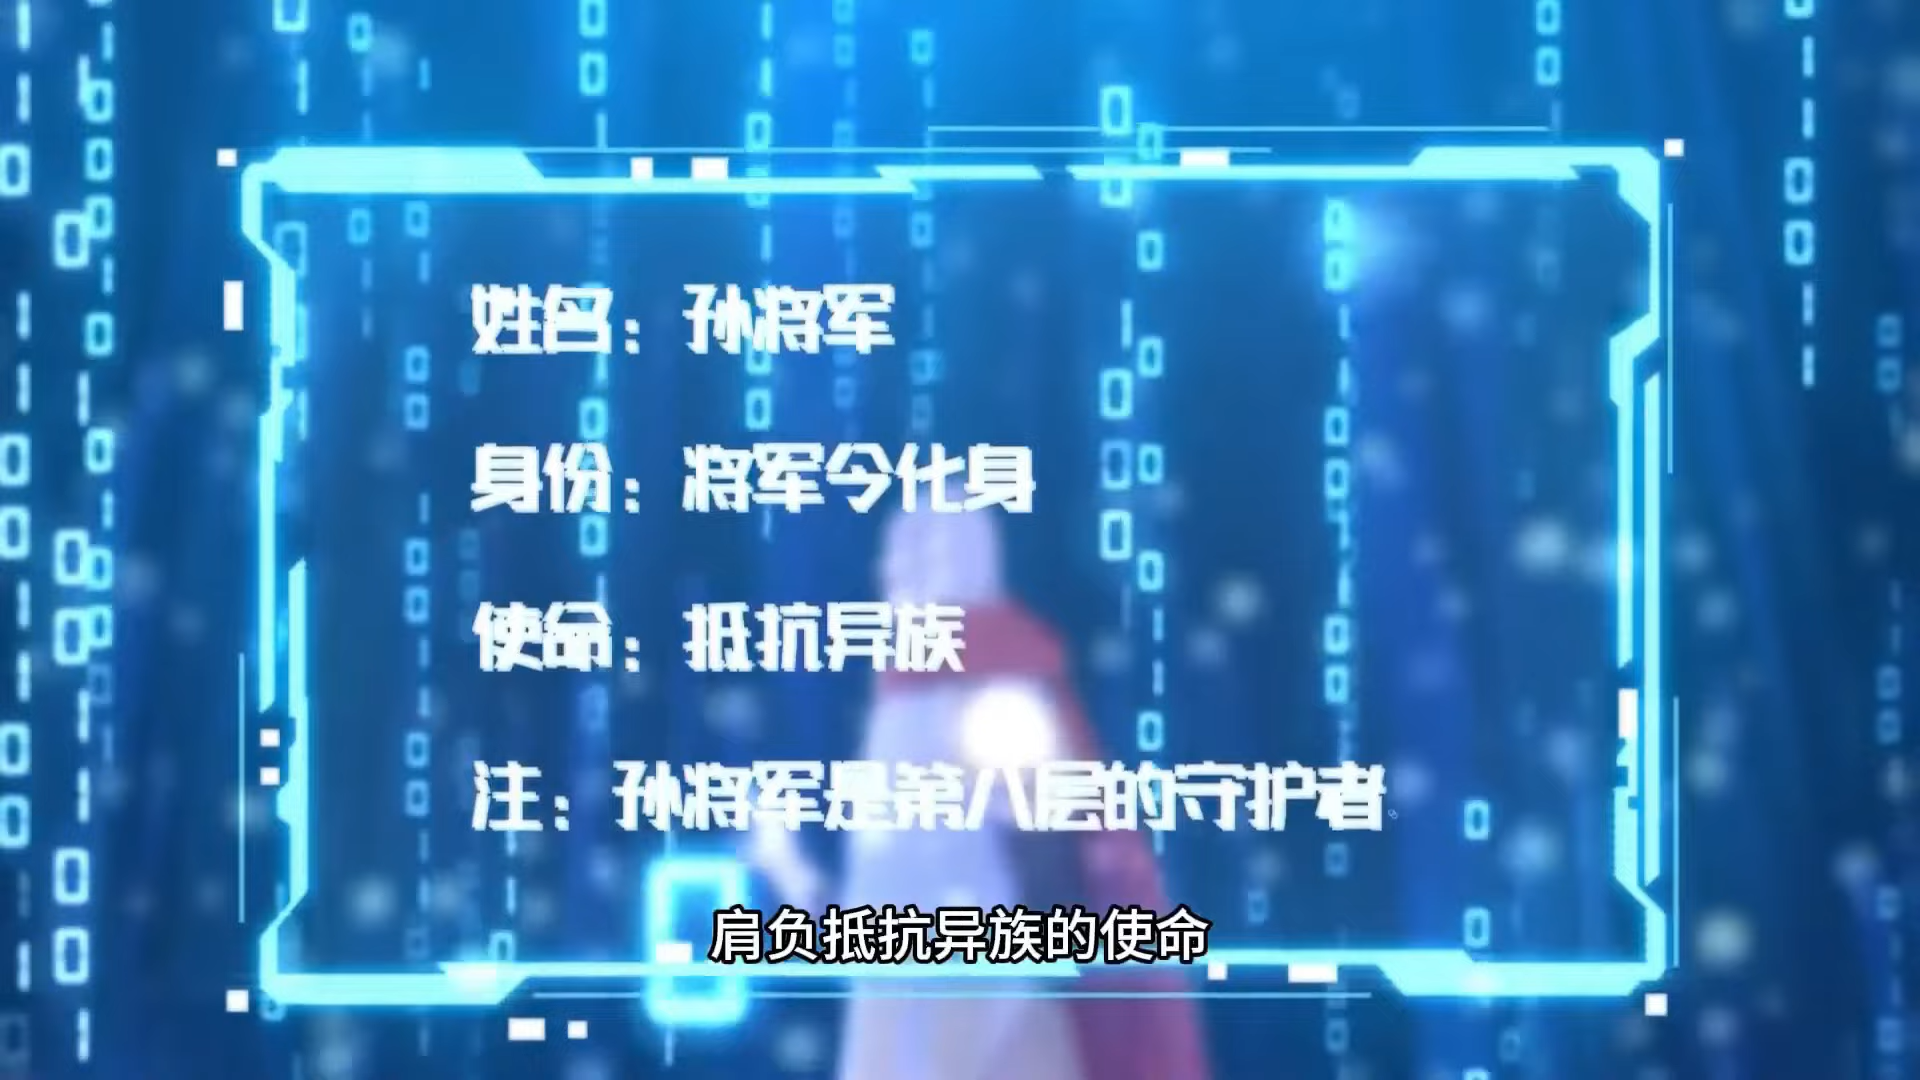 姓名：孙将军
身份：将军令化身
使命：抵抗异族
注：孙将军是第八层的守护者
肩负抵抗异族的使命